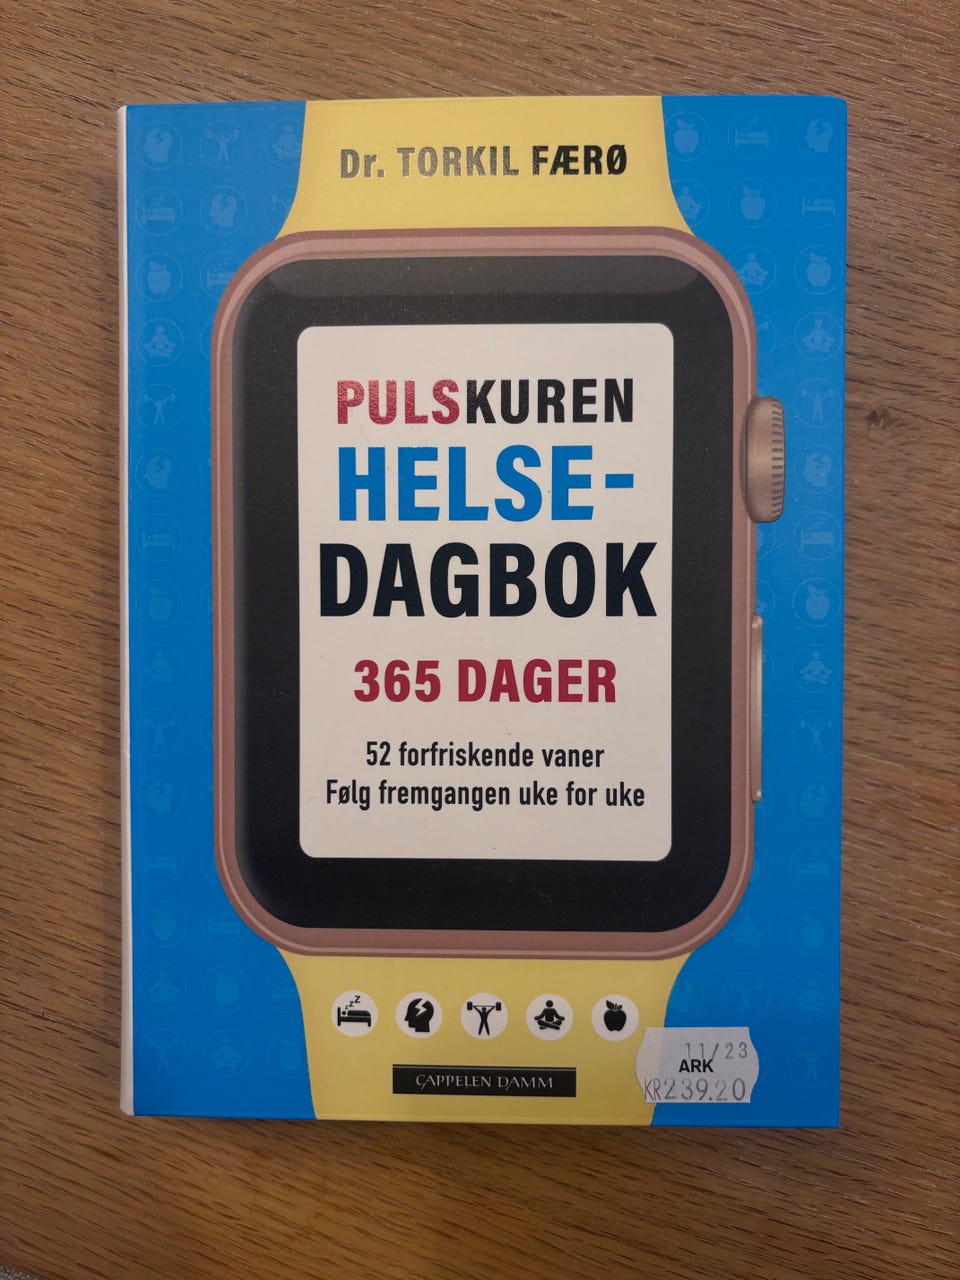 Dr. TORKIL FÆRØ
PULSKUREN
HELSE-
DAGBOK
365 DAGER
52 forfriskende vaner
Følg fremgangen uke for uke
zzZ
CAPPELEN DAMM
11/23
ARK
KR239.20